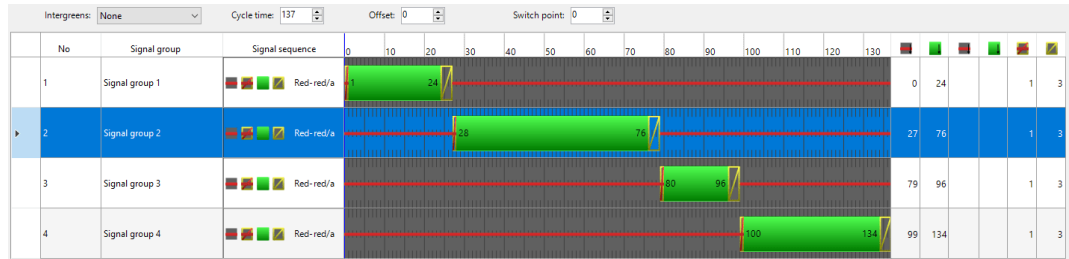 Intergreens: None Cycle time: 137 Offset: 0 Switch point: 0
No Signal group Signal sequence 0 10 20 30 40 50 60 70 80 90 100 110 120 130
1 Signal group 1 Red-red/a 1 24 0 24 1 3
2 Signal group 2 Red-red/a 28 76 27 76 1 3
3 Signal group 3 Red-red/a 80 96 79 96 1 3
4 Signal group 4 Red-red/a 100 134 99 134 1 3